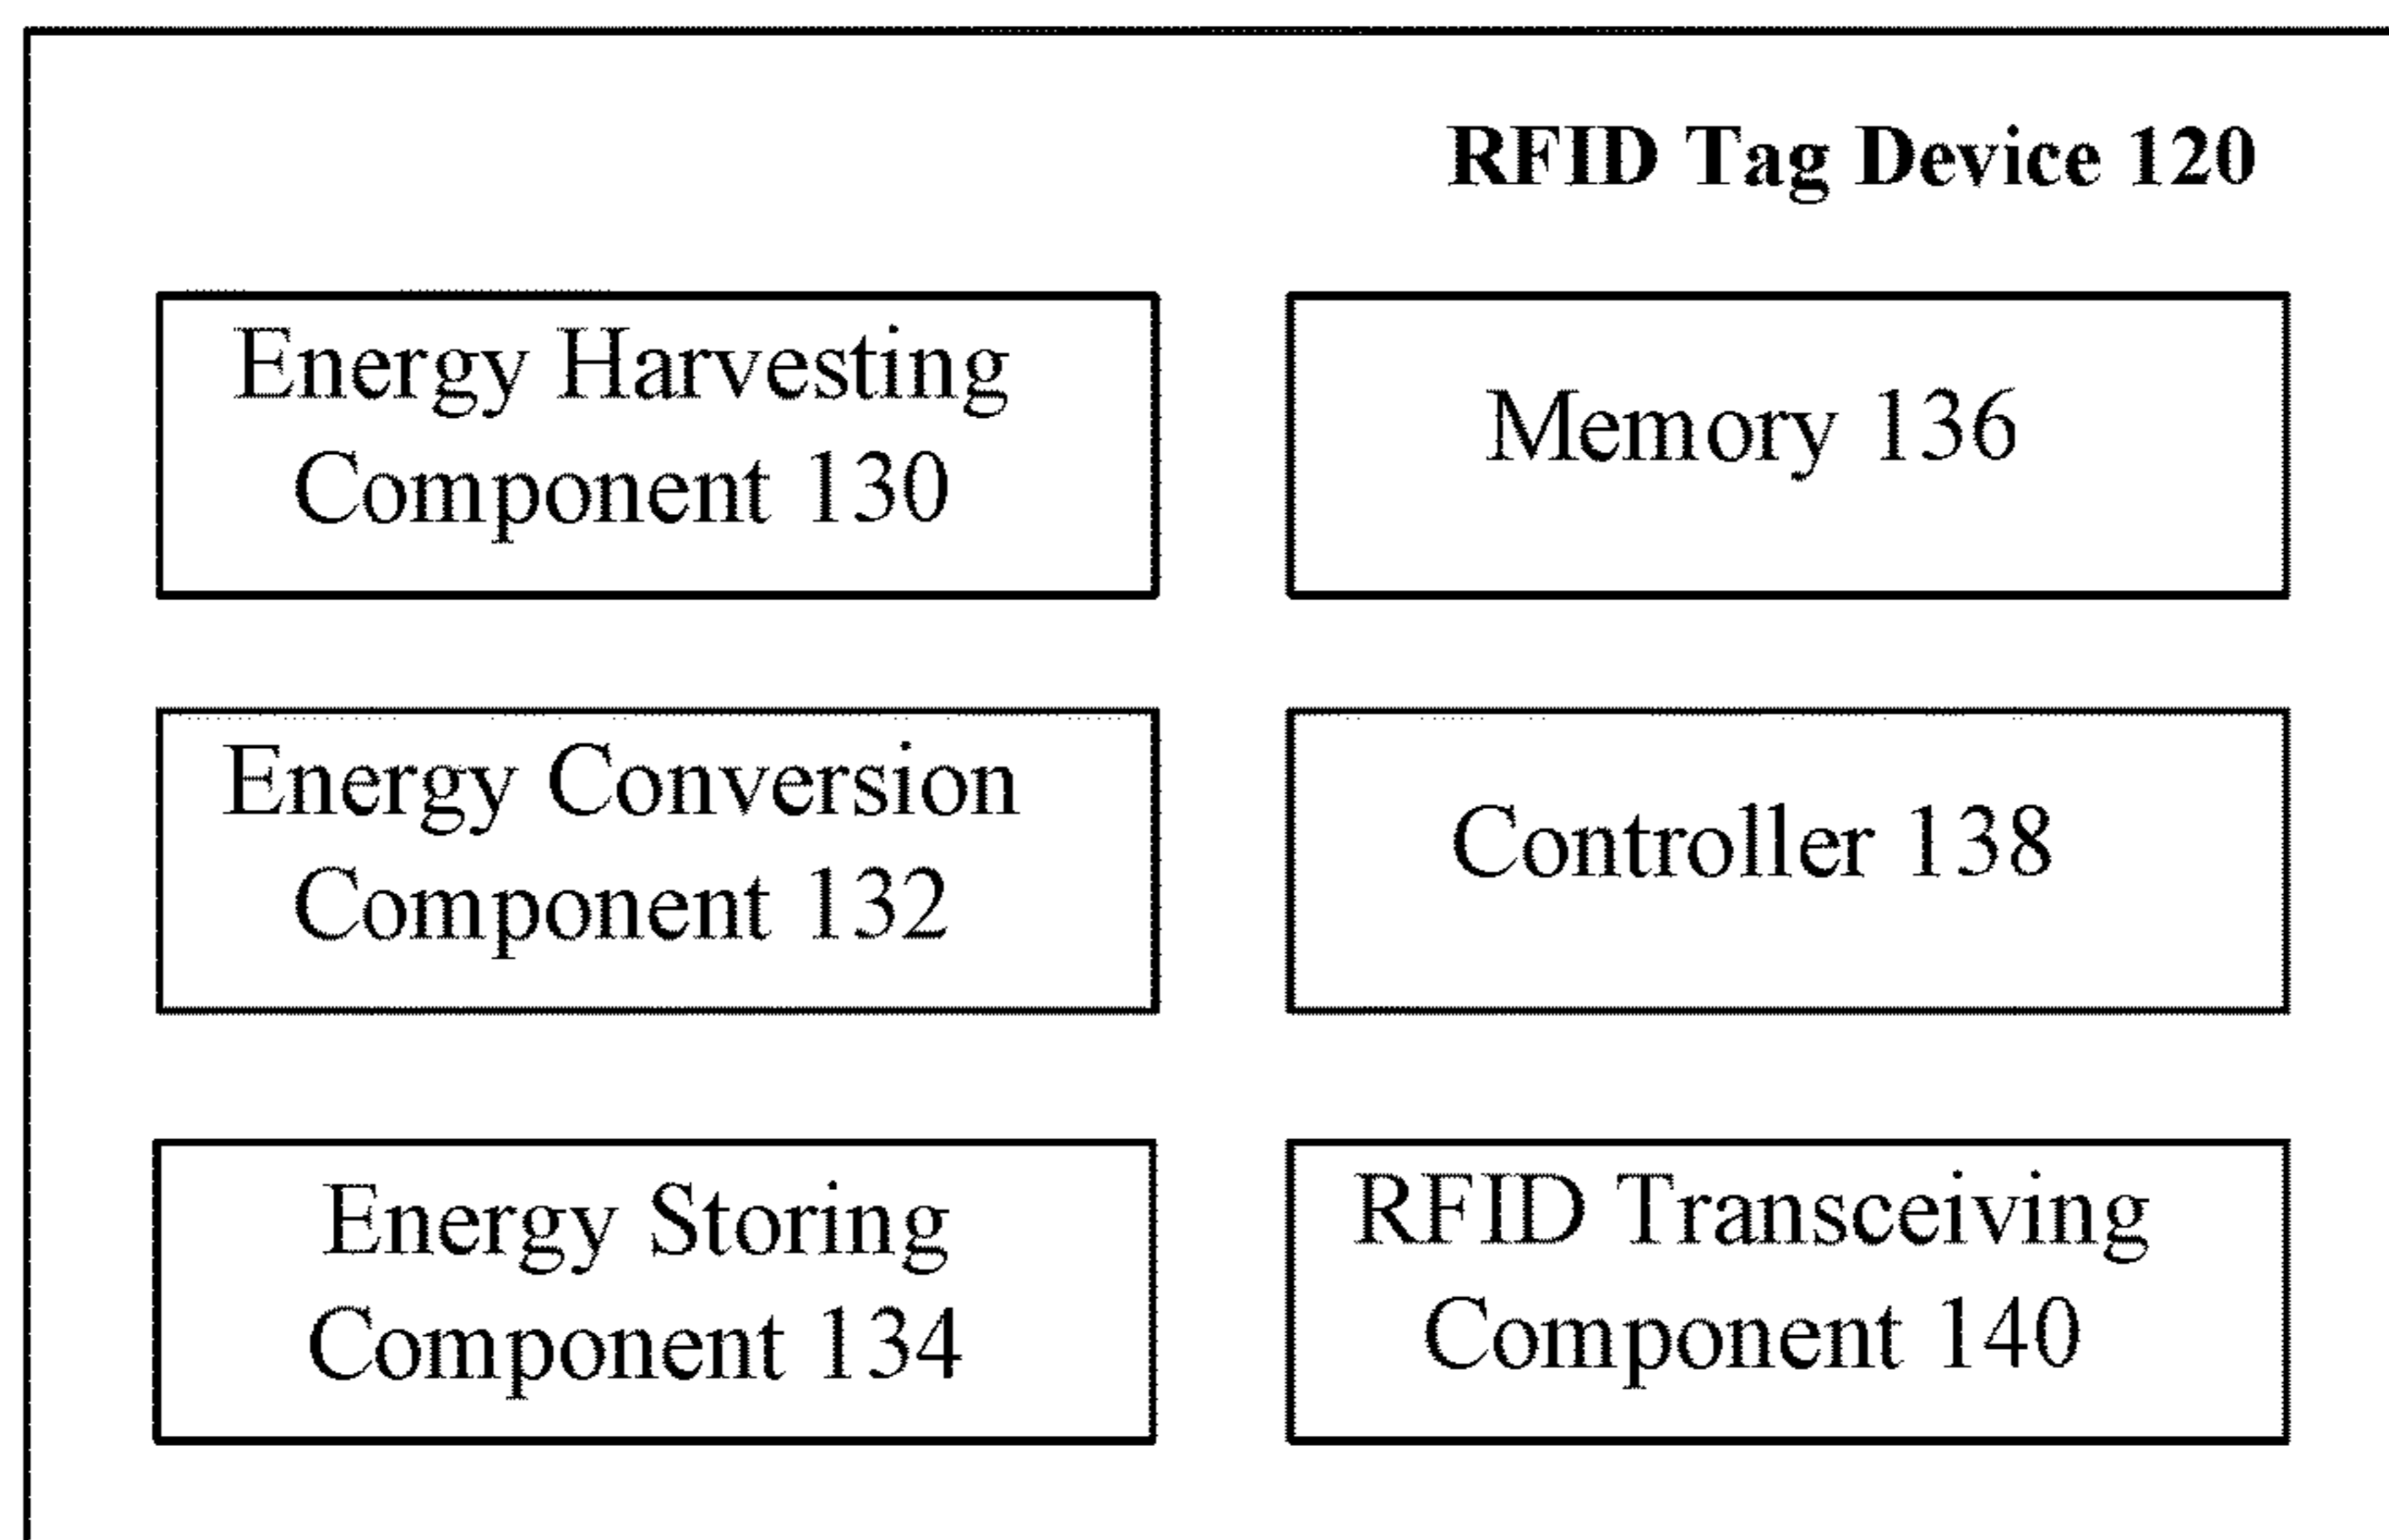 RFID Tag Device 120
Energy Harvesting
Component 130
Memory 136
Energy Conversion
Component 132
Controller 138
Energy Storing
Component 134
RFID Transceiving
Component 140